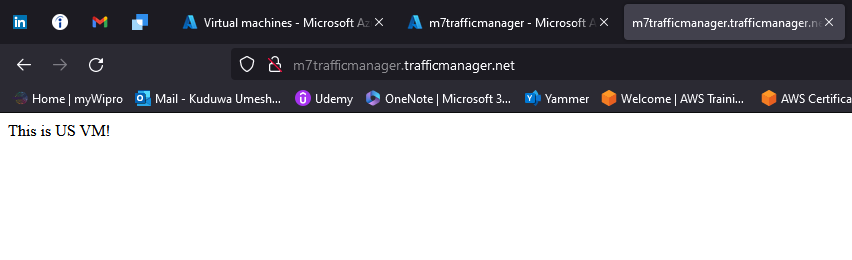 Virtual machines - Microsoft Az
m7trafficmanager - Microsoft A
m7trafficmanager.trafficmanager.n
m7trafficmanager.trafficmanager.net
Home | myWipro
Mail - Kuduwa Umesh...
Udemy
OneNote | Microsoft 3...
Yammer
Welcome | AWS Traini...
AWS Certifica
This is US VM!